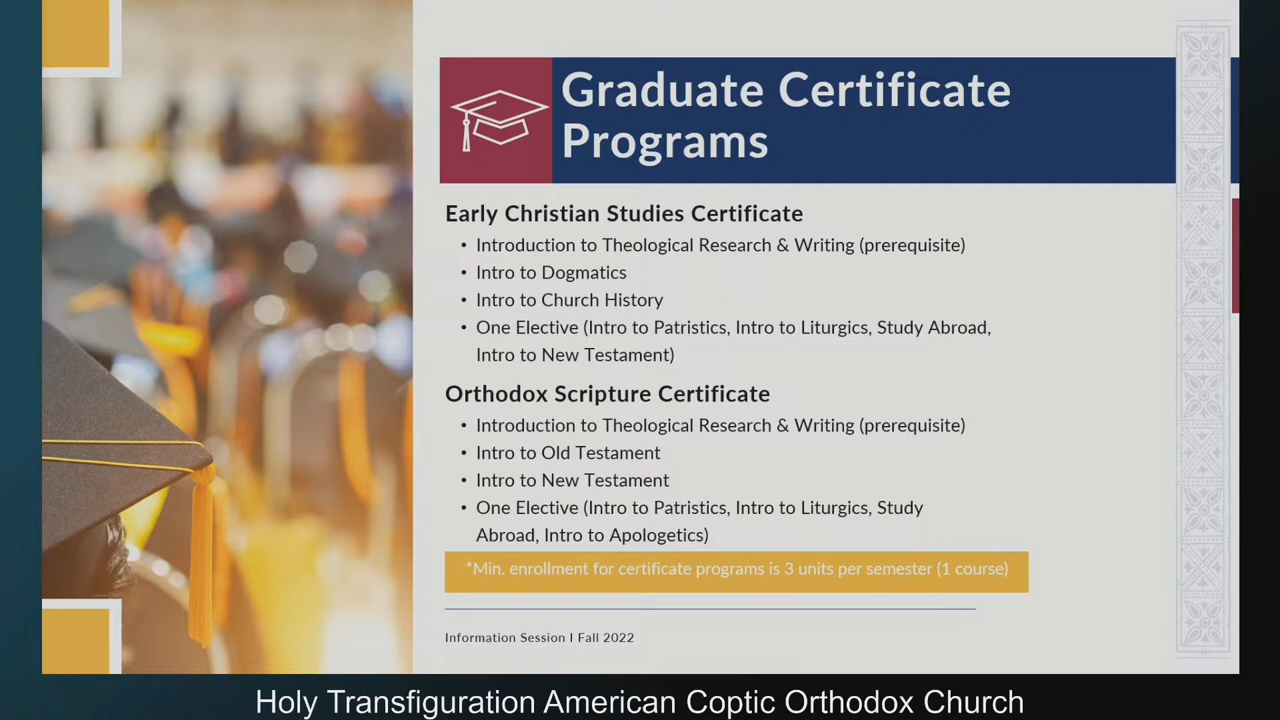 Graduate Certificate
Programs
Early Christian Studies Certificate
• Introduction to Theological Research & Writing (prerequisite)
• Intro to Dogmatics
• Intro to Church History
• One Elective (Intro to Patristics, Intro to Liturgics, Study Abroad,
Intro to New Testament)
Orthodox Scripture Certificate
• Introduction to Theological Research & Writing (prerequisite)
• Intro to Old Testament
• Intro to New Testament
• One Elective (Intro to Patristics, Intro to Liturgics, Study
Abroad, Intro to Apologetics)
*Min. enrollment for certificate programs is 3 units per semester (1 course)
Information Session I Fall 2022
Holy Transfiguration American Coptic Orthodox Church